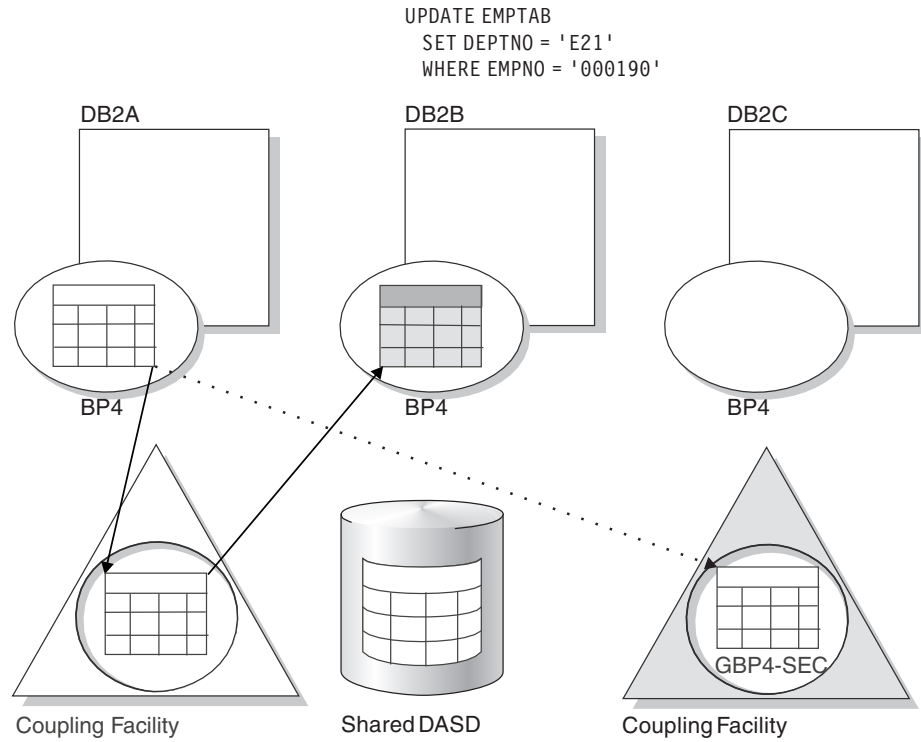 UPDATE EMPTAB
SET DEPTNO = 'E21'
WHERE EMPNO = '000190'
DB2A
DB2B
DB2C
BP4
BP4
BP4
GBP4-SEC
Coupling Facility
Shared DASD
Coupling Facility